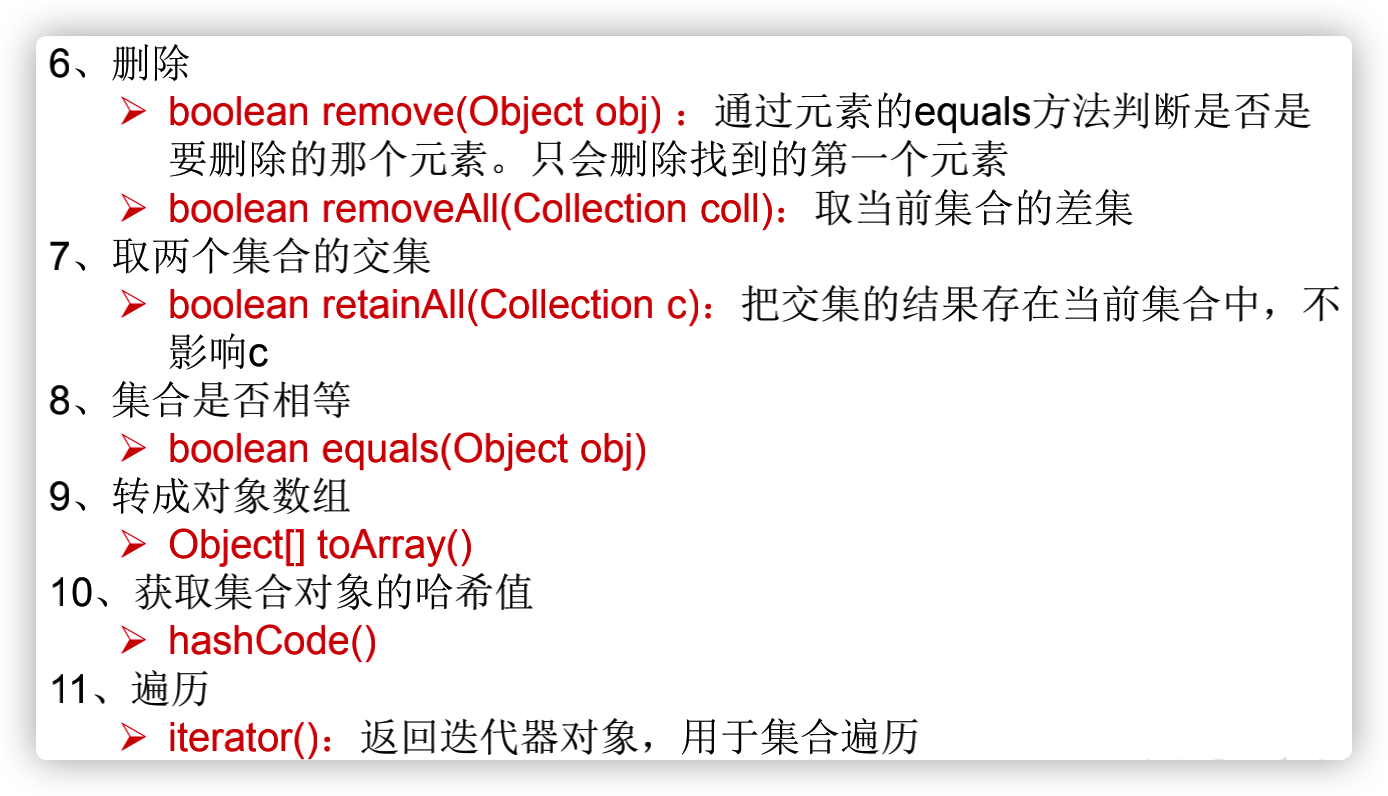 6、删除
➢ boolean remove(Object obj) ：通过元素的equals方法判断是否是
要删除的那个元素。只会删除找到的第一个元素
➢ boolean removeAll(Collection coll)：取当前集合的差集
7、取两个集合的交集
➢ boolean retainAll(Collection c)：把交集的结果存在当前集合中，不
影响c
8、集合是否相等
➢ boolean equals(Object obj)
9、转成对象数组
➢ Object[] toArray()
10、获取集合对象的哈希值
➢ hashCode()
11、遍历
➢ iterator()：返回迭代器对象，用于集合遍历